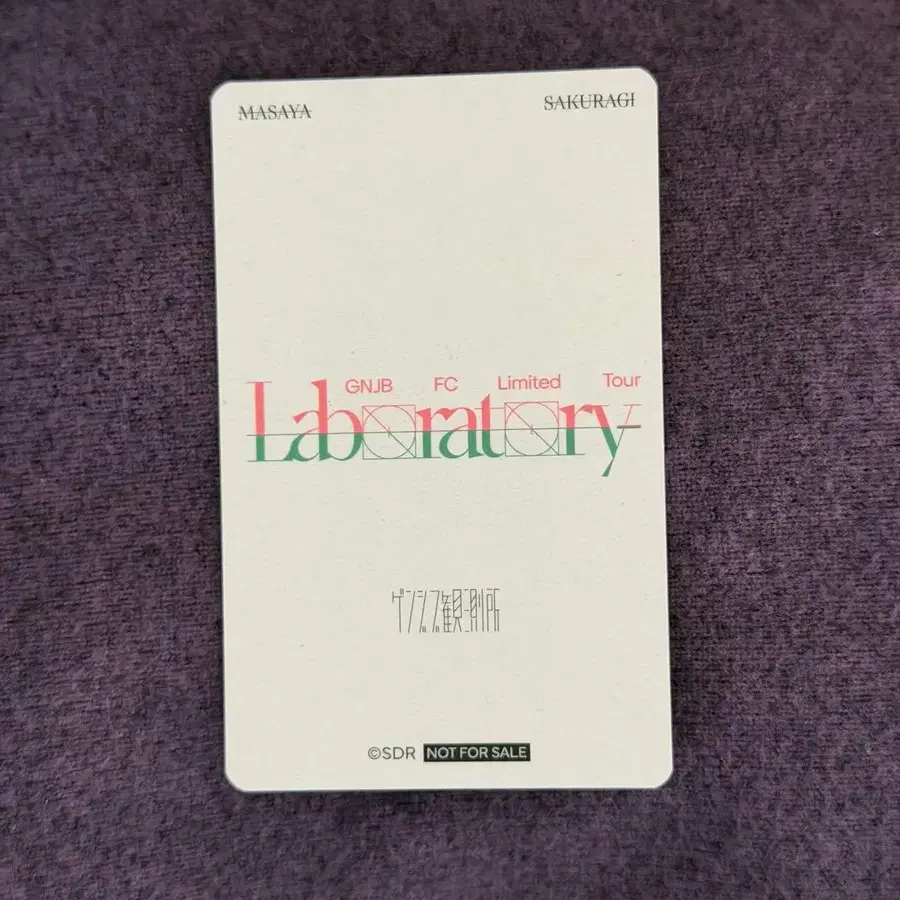 MASAYA SAKURAGI
GNJB FC Limited Tour
Laboratory
ゲンジブ観測所
©SDR NOT FOR SALE